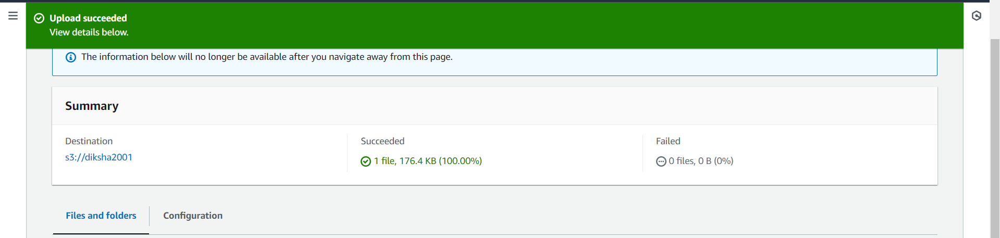 Upload succeeded
View details below.
The information below will no longer be available after you navigate away from this page.
Summary
Destination
s3://diksha2001
Succeeded
1 file, 176.4 KB (100.00%)
Failed
0 files, 0 B (0%)
Files and folders
Configuration